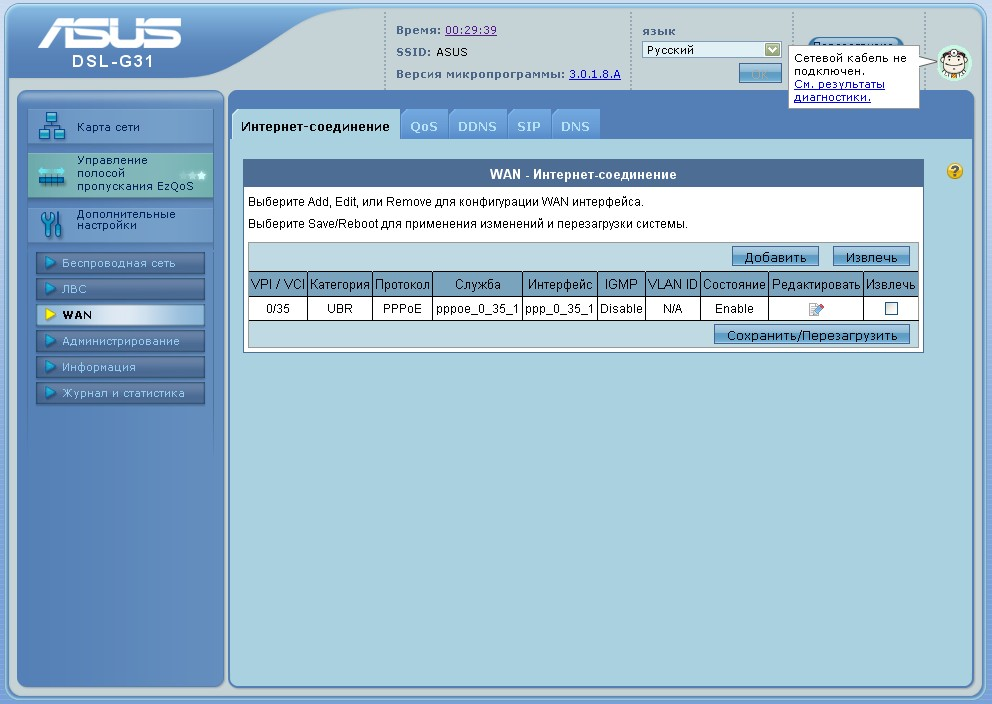 ASUS
DSL-G31
Время: 00:29:39
SSID: ASUS
Версия микропрограммы: 3.0.1.8.A
язык
Русский
Ok
Сетевой кабель не
подключен.
См. результаты
диагностики.
Карта сети
Управление
полосой
пропускания EzQoS
Дополнительные
настройки
Беспроводная сеть
ЛВС
WAN
Администрирование
Информация
Журнал и статистика
Интернет-соединение QoS DDNS SIP DNS
WAN - Интернет-соединение
Выберите Add, Edit, или Remove для конфигурации WAN интерфейса.
Выберите Save/Reboot для применения изменений и перезагрузки системы.
Добавить Извлечь
VPI / VCI Категория Протокол Служба Интерфейс IGMP VLAN ID Состояние Редактировать Извлечь
0/35 UBR PPPoE pppoe_0_35_1 ppp_0_35_1 Disable N/A Enable
Сохранить/Перезагрузить